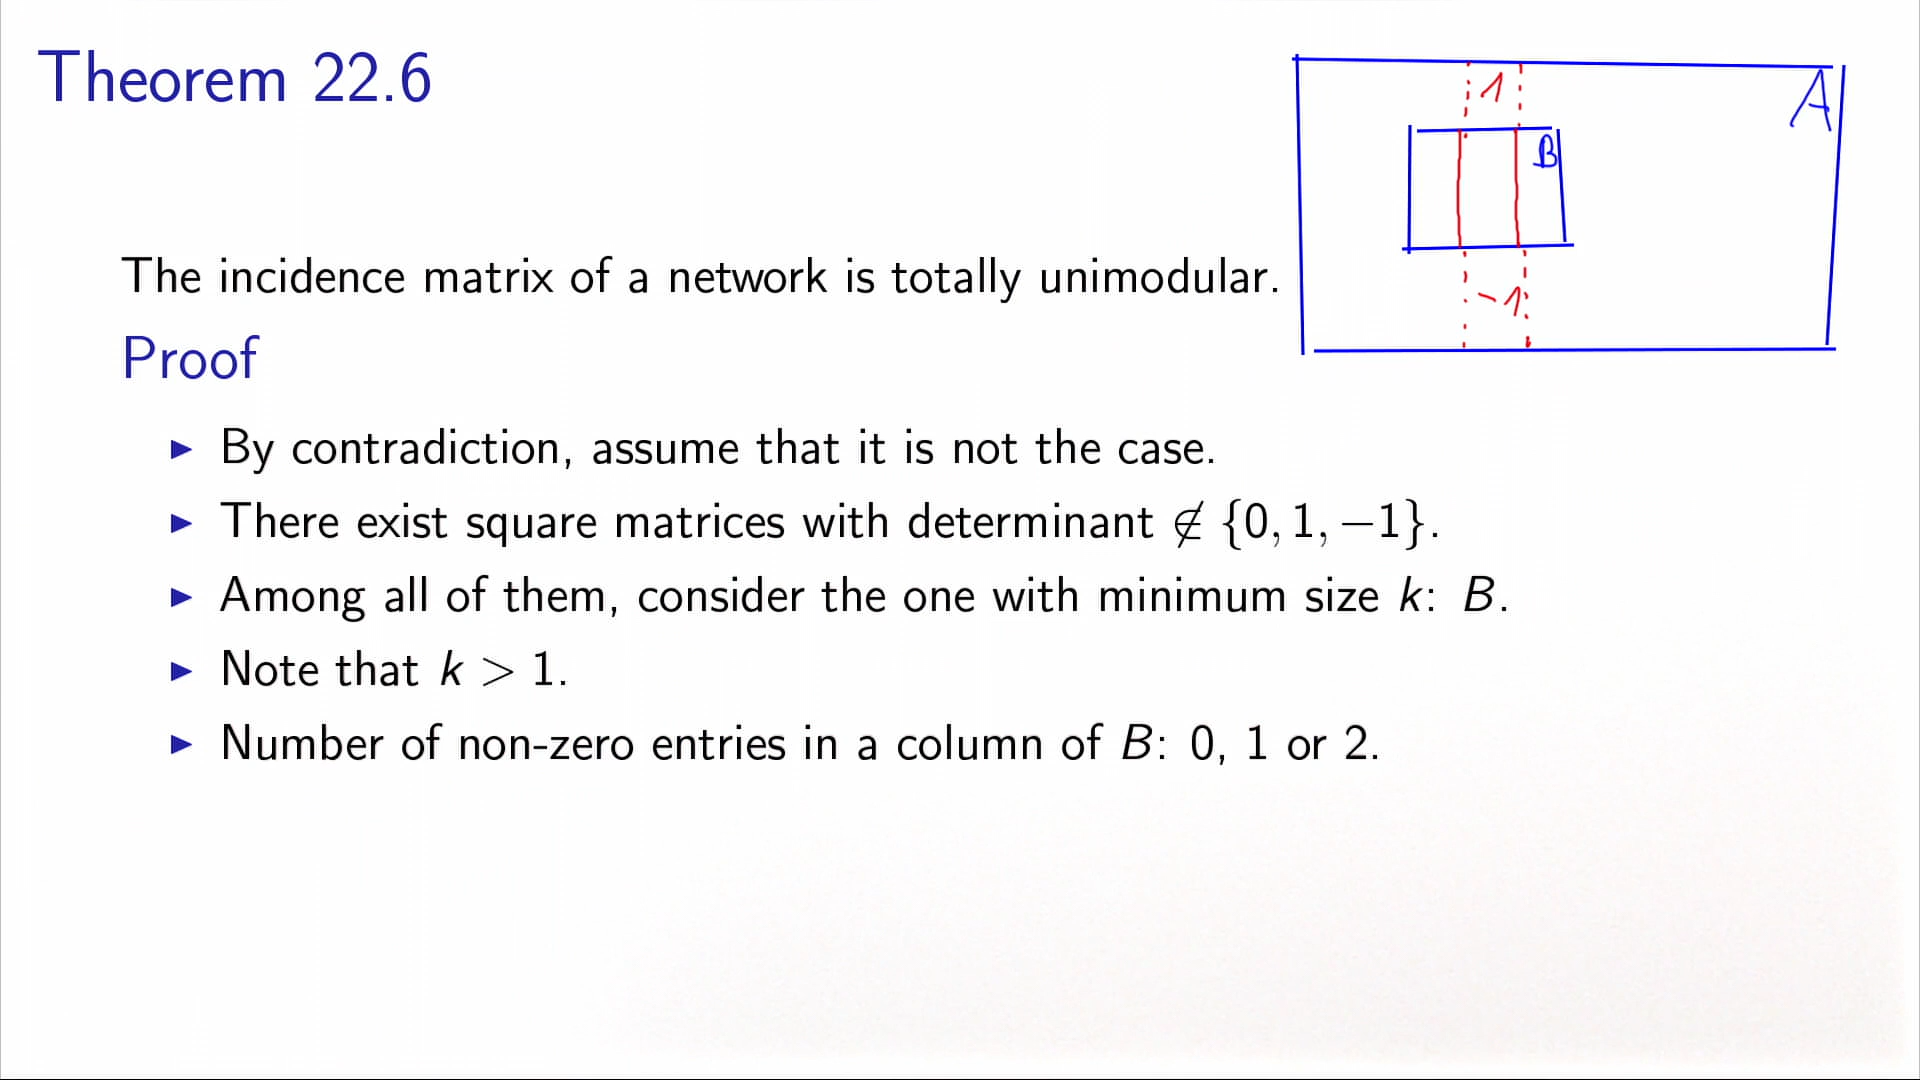 Theorem 22.6
1
A
B
The incidence matrix of a network is totally unimodular.
-1
Proof
▶ By contradiction, assume that it is not the case.
▶ There exist square matrices with determinant ∉ {0, 1, −1}.
▶ Among all of them, consider the one with minimum size k: B.
▶ Note that k > 1.
▶ Number of non-zero entries in a column of B: 0, 1 or 2.